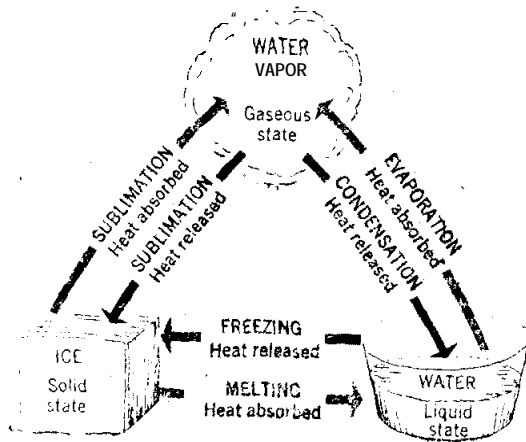 WATER
VAPOR
Gaseous
state
SUBLIMATION
Heat absorbed
SUBLIMATION
Heat released
CONDENSATION
Heat released
EVAPORATION
Heat absorbed
FREEZING
Heat released
MELTING
Heat absorbed
ICE
Solid
state
WATER
Liquid
state